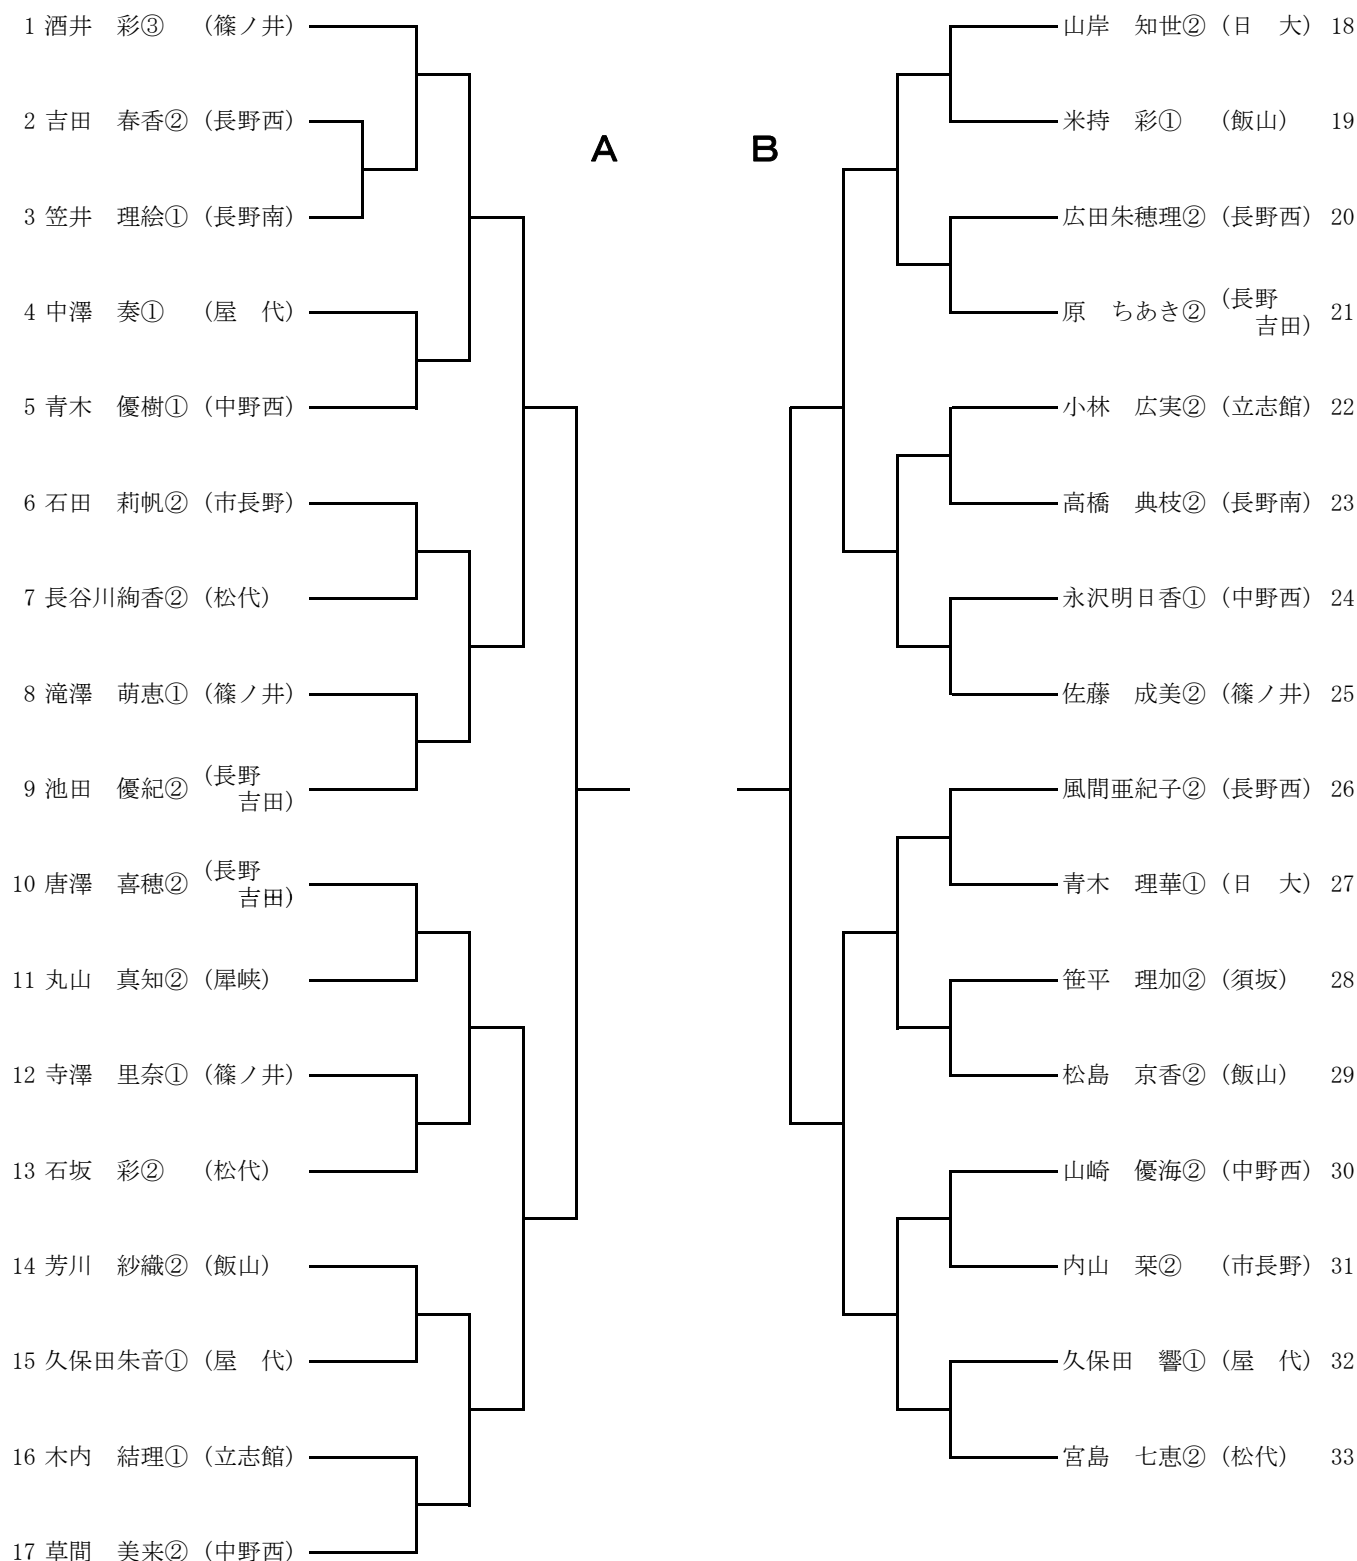 1 酒井　彩③　（篠ノ井）
2 吉田　春香②（長野西）
3 笠井　理絵①（長野南）
4 中澤　奏①　（屋　代）
5 青木　優樹①（中野西）
6 石田　莉帆②（市長野）
7 長谷川絢香②（松代）
8 滝澤　萌恵①（篠ノ井）
9 池田　優紀②（長野
吉田）
10 唐澤　喜穂②（長野
吉田）
11 丸山　真知②（犀峡）
12 寺澤　里奈①（篠ノ井）
13 石坂　彩②　（松代）
14 芳川　紗織②（飯山）
15 久保田朱音①（屋　代）
16 木内　結理①（立志館）
17 草間　美来②（中野西）
A
B
山岸　知世②（日　大）18
米持　彩①　（飯山）19
広田朱穂理②（長野西）20
原　ちあき②（長野
吉田）21
小林　広実②（立志館）22
高橋　典枝②（長野南）23
永沢明日香①（中野西）24
佐藤　成美②（篠ノ井）25
風間亜紀子②（長野西）26
青木　理華①（日　大）27
笹平　理加②（須坂）28
松島　京香②（飯山）29
山崎　優海②（中野西）30
内山　栞②　（市長野）31
久保田　響①（屋　代）32
宮島　七恵②（松代）33